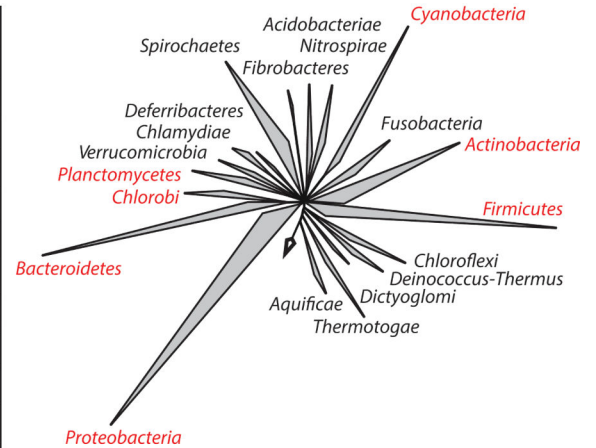 Cyanobacteria
Acidobacteriae
Nitrospirae
Spirochaetes
Fibrobacteres
Deferribacteres
Fusobacteria
Chlamydiae
Actinobacteria
Verrucomicrobia
Planctomycetes
Chlorobi
Firmicutes
Chloroflexi
Bacteroidetes
Deinococcus-Thermus
Dictyoglomi
Aquificae
Thermotogae
Proteobacteria